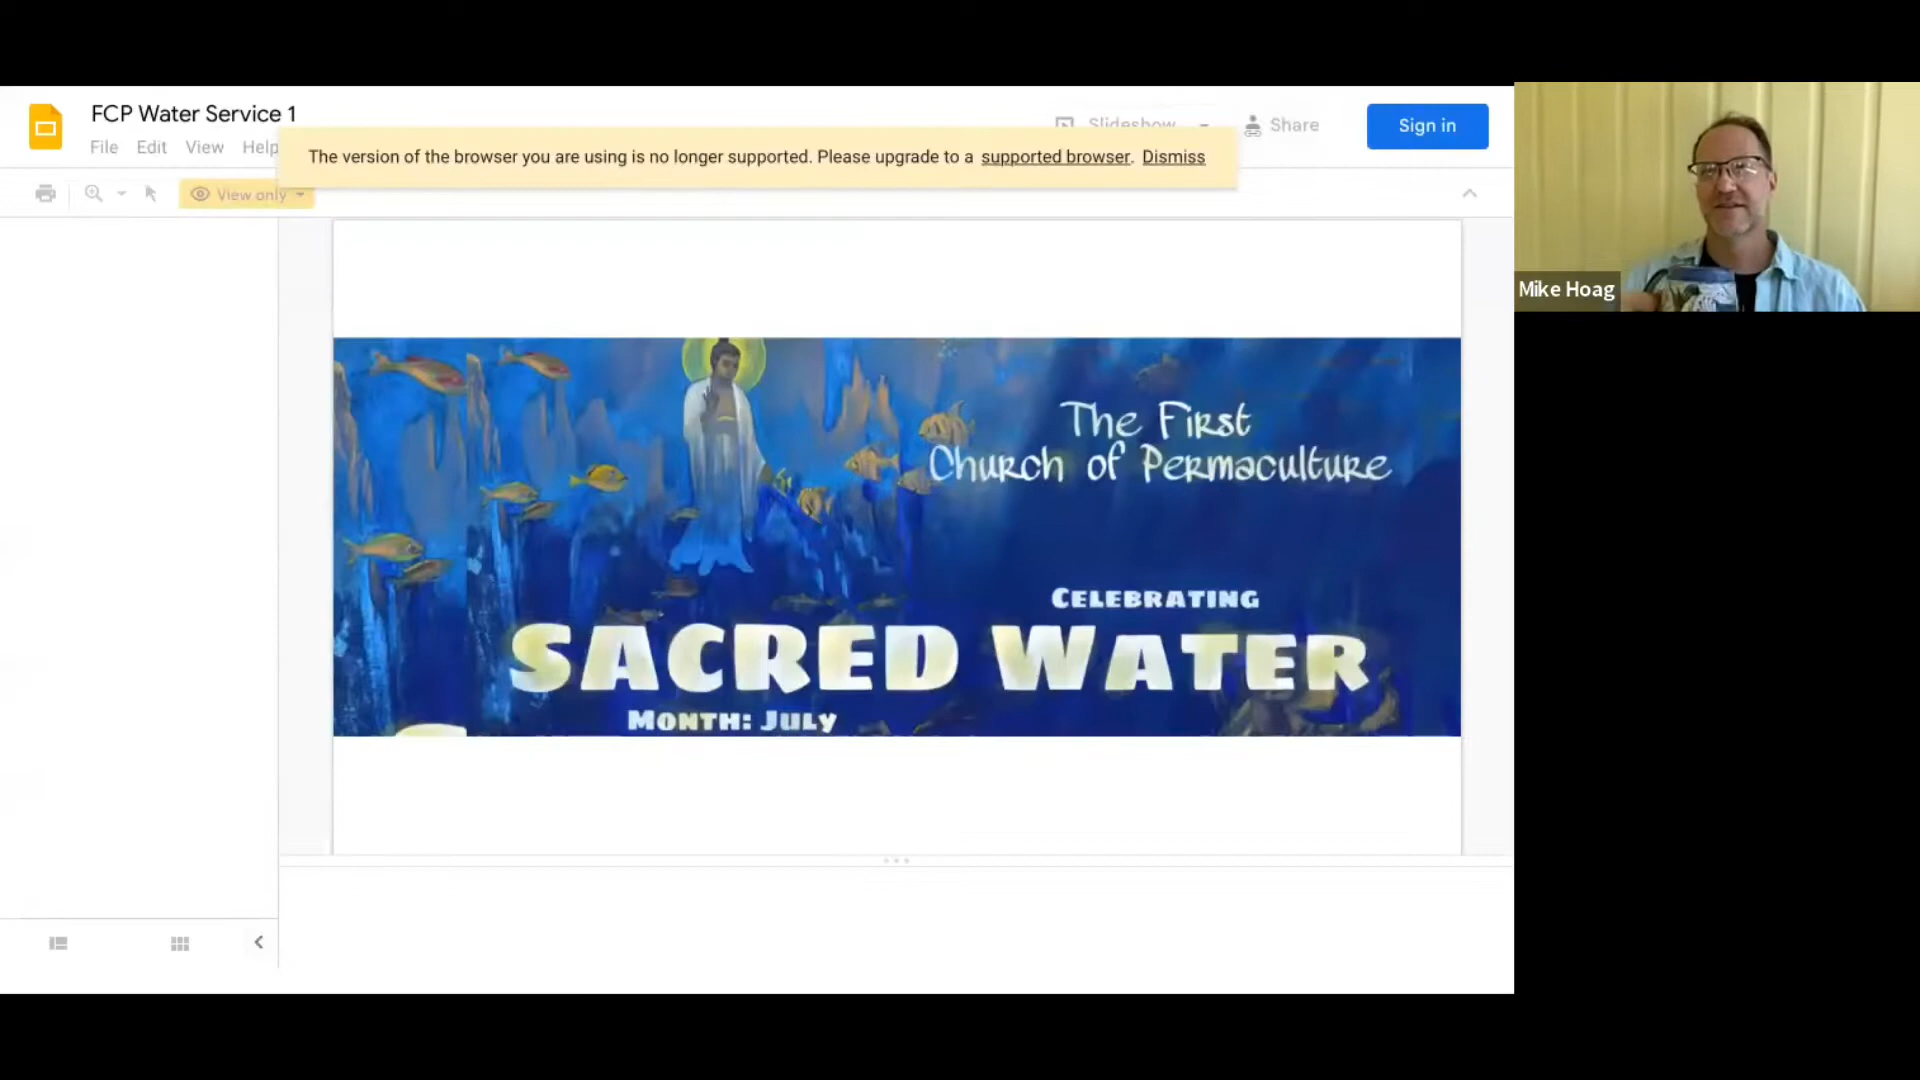 FCP Water Service 1
File Edit View Help
Slideshow
Share
Sign in
The version of the browser you are using is no longer supported. Please upgrade to a supported browser. Dismiss
View only
Mike Hoag
The First
Church of Permaculture
Celebrating
SACRED WATER
Month: July